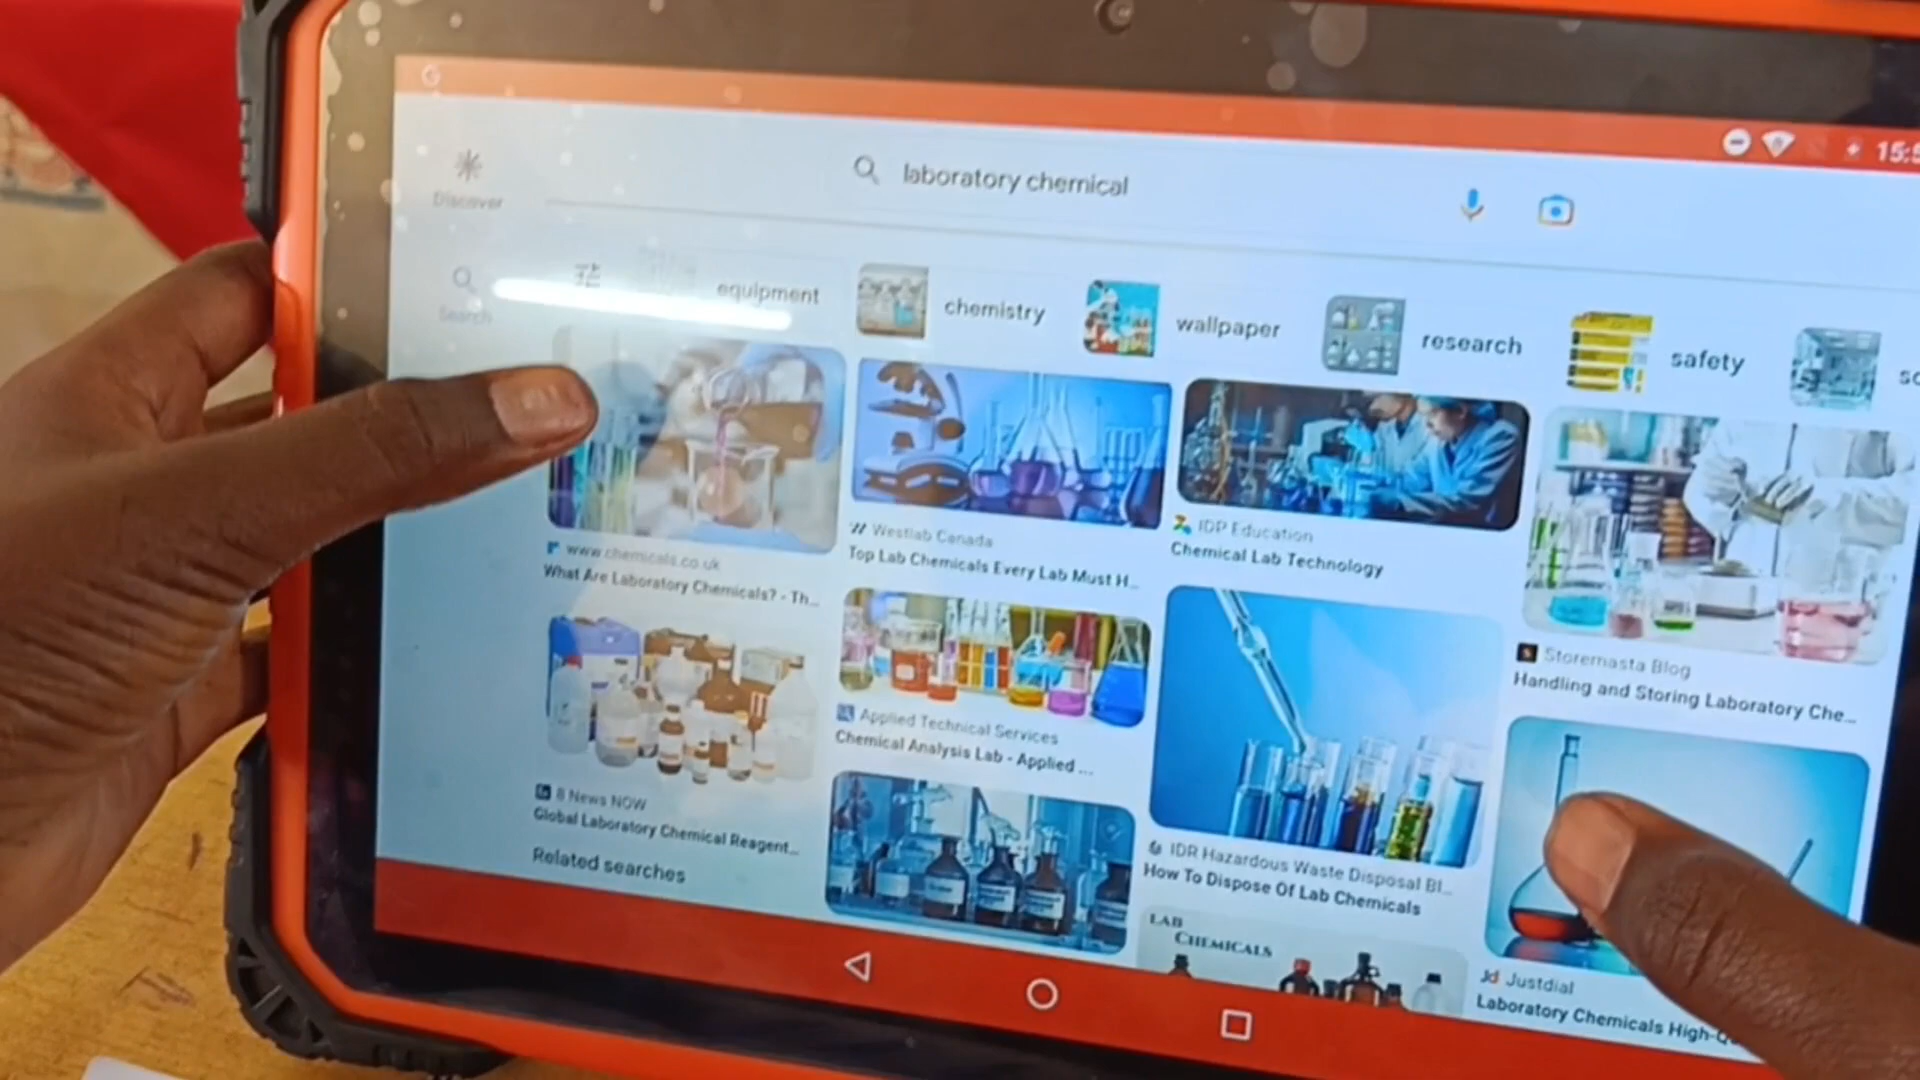 15:5
laboratory chemical
Discover
Search
equipment
chemistry
wallpaper
research
safety
www.chemicals.co.uk
What Are Laboratory Chemicals? - Th...
Westlab Canada
Top Lab Chemicals Every Lab Must H...
IDP Education
Chemical Lab Technology
Storemasta Blog
Handling and Storing Laboratory Che...
8 News NOW
Global Laboratory Chemical Reagent...
Applied Technical Services
Chemical Analysis Lab - Applied ...
IDR Hazardous Waste Disposal Bl...
How To Dispose Of Lab Chemicals
Jd Justdial
Laboratory Chemicals High-Qu
Related searches
LAB
CHEMICALS